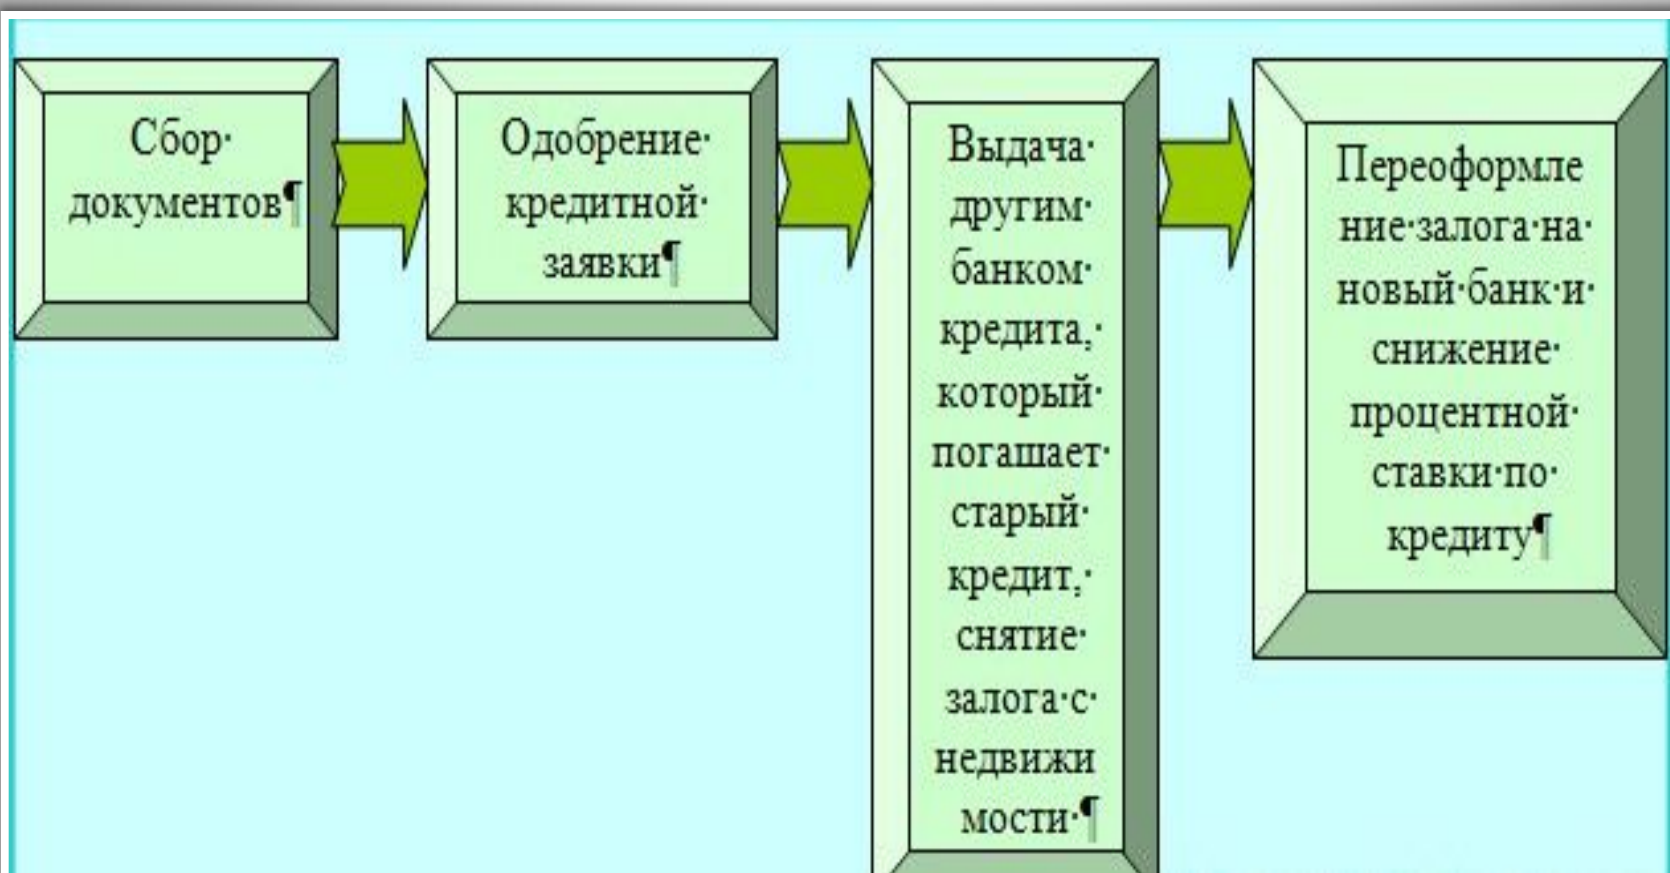 Сбор·
документов¶
Одобрение·
кредитной·
заявки¶
Выдача·
другим·
банком·
кредита,·
который·
погашает·
старый·
кредит,·
снятие·
залога·с·
недвижи
мости·¶
Переоформле
ние·залога·на·
новый·банк·и·
снижение·
процентной·
ставки·по·
кредиту¶